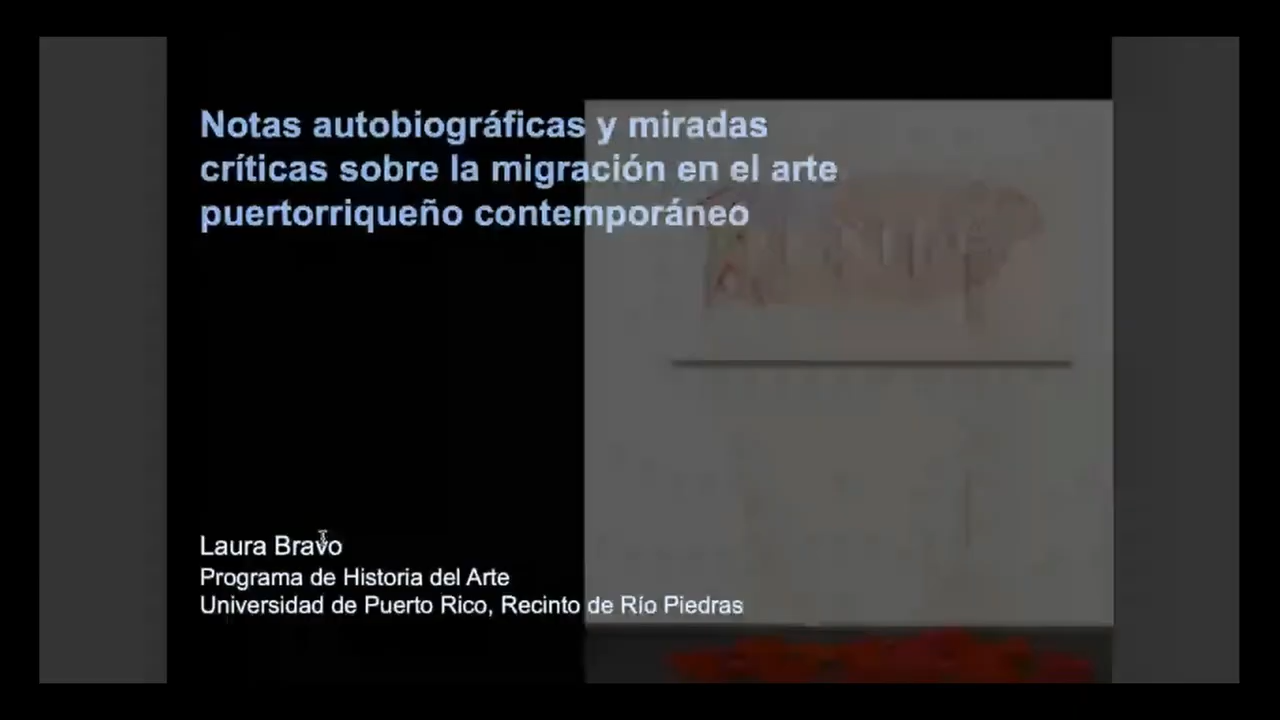 Notas autobiográficas y miradas
críticas sobre la migración en el arte
puertorriqueño contemporáneo
Laura Bravo
Programa de Historia del Arte
Universidad de Puerto Rico, Recinto de Río Piedras